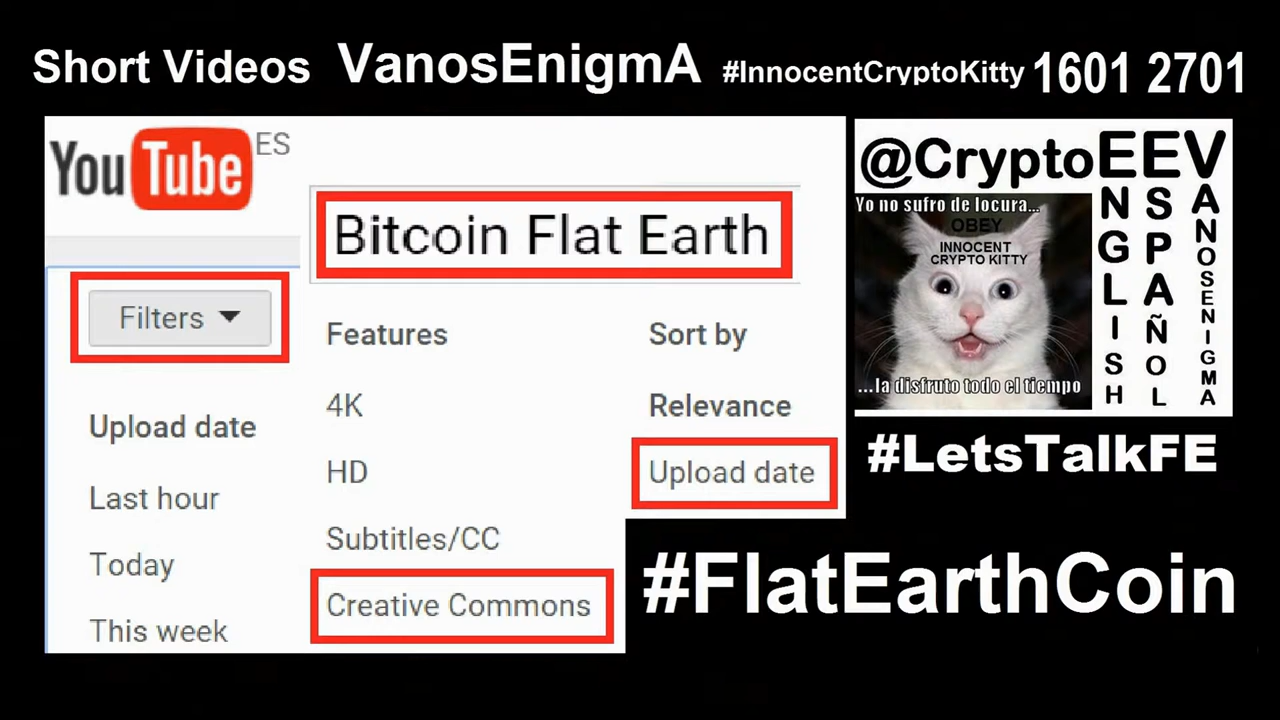 Short Videos VanosEnigmA #InnocentCryptoKitty 1601 2701
YouTube ES
Bitcoin Flat Earth
Filters
Features
Sort by
4K
Relevance
Upload date
HD
Upload date
Last hour
Subtitles/CC
Today
Creative Commons
This week
@CryptoEEV
ENGLISH
ESPAÑOL
VANOSENIGMA
Yo no sufro de locura...
OBEY
INNOCENT
CRYPTO KITTY
...la disfruto todo el tiempo
#LetsTalkFE
#FlatEarthCoin